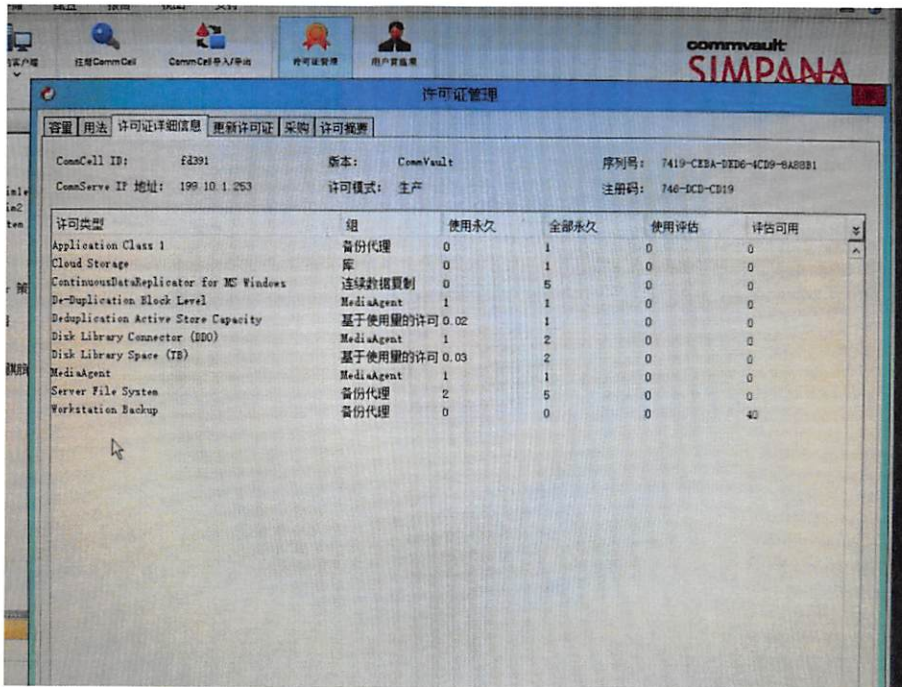 注册CommCell CommCell导入/导出 许可证管理
commvault
SIMPANA
许可证管理
容量 用法 许可证详细信息 更新许可证 采购 许可摘要
CommCell ID: fd391 版本: CommVault 序列号: 7419-CEBA-DED6-4CD9-8A88B1
CommServe IP 地址: 199.10.1.253 许可模式: 生产 注册码: 746-DCD-CD19
许可类型 组 使用永久 全部永久 使用评估 评估可用
Application Class 1 备份代理 0 1 0 0
Cloud Storage 库 0 1 0 0
ContinuousDataReplicator for MS Windows 连续数据复制 0 5 0 0
De-Duplication Block Level MediaAgent 1 1 0 0
Deduplication Active Store Capacity 基于使用量的许可 0.02 1 0 0
Disk Library Connector (DDO) MediaAgent 1 2 0 0
Disk Library Space (TB) 基于使用量的许可 0.03 2 0 0
MediaAgent MediaAgent 1 1 0 0
Server File System 备份代理 2 5 0 0
Workstation Backup 备份代理 0 0 0 40